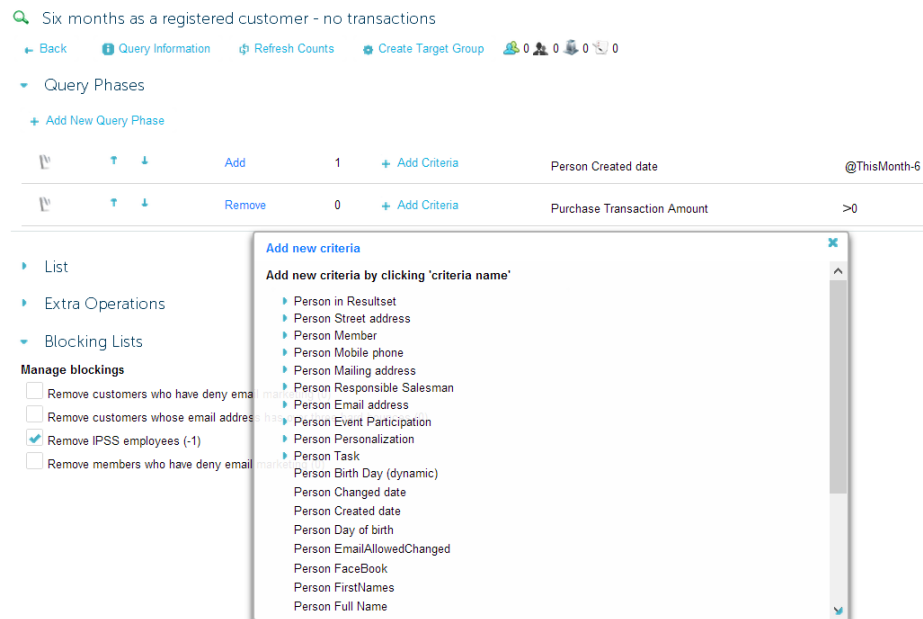 Six months as a registered customer - no transactions
Back Query Information Refresh Counts Create Target Group 0 0 0 0
Query Phases
+ Add New Query Phase
Add 1 + Add Criteria Person Created date @ThisMonth-6
Remove 0 + Add Criteria Purchase Transaction Amount >0
List
Extra Operations
Blocking Lists
Manage blockings
Remove customers who have deny email marketing (0)
Remove customers whose email address has
Remove IPSS employees (-1)
Remove members who have deny email marketing (0)
Add new criteria
Add new criteria by clicking 'criteria name'
Person in Resultset
Person Street address
Person Member
Person Mobile phone
Person Mailing address
Person Responsible Salesman
Person Email address
Person Event Participation
Person Personalization
Person Task
Person Birth Day (dynamic)
Person Changed date
Person Created date
Person Day of birth
Person EmailAllowedChanged
Person FaceBook
Person FirstNames
Person Full Name